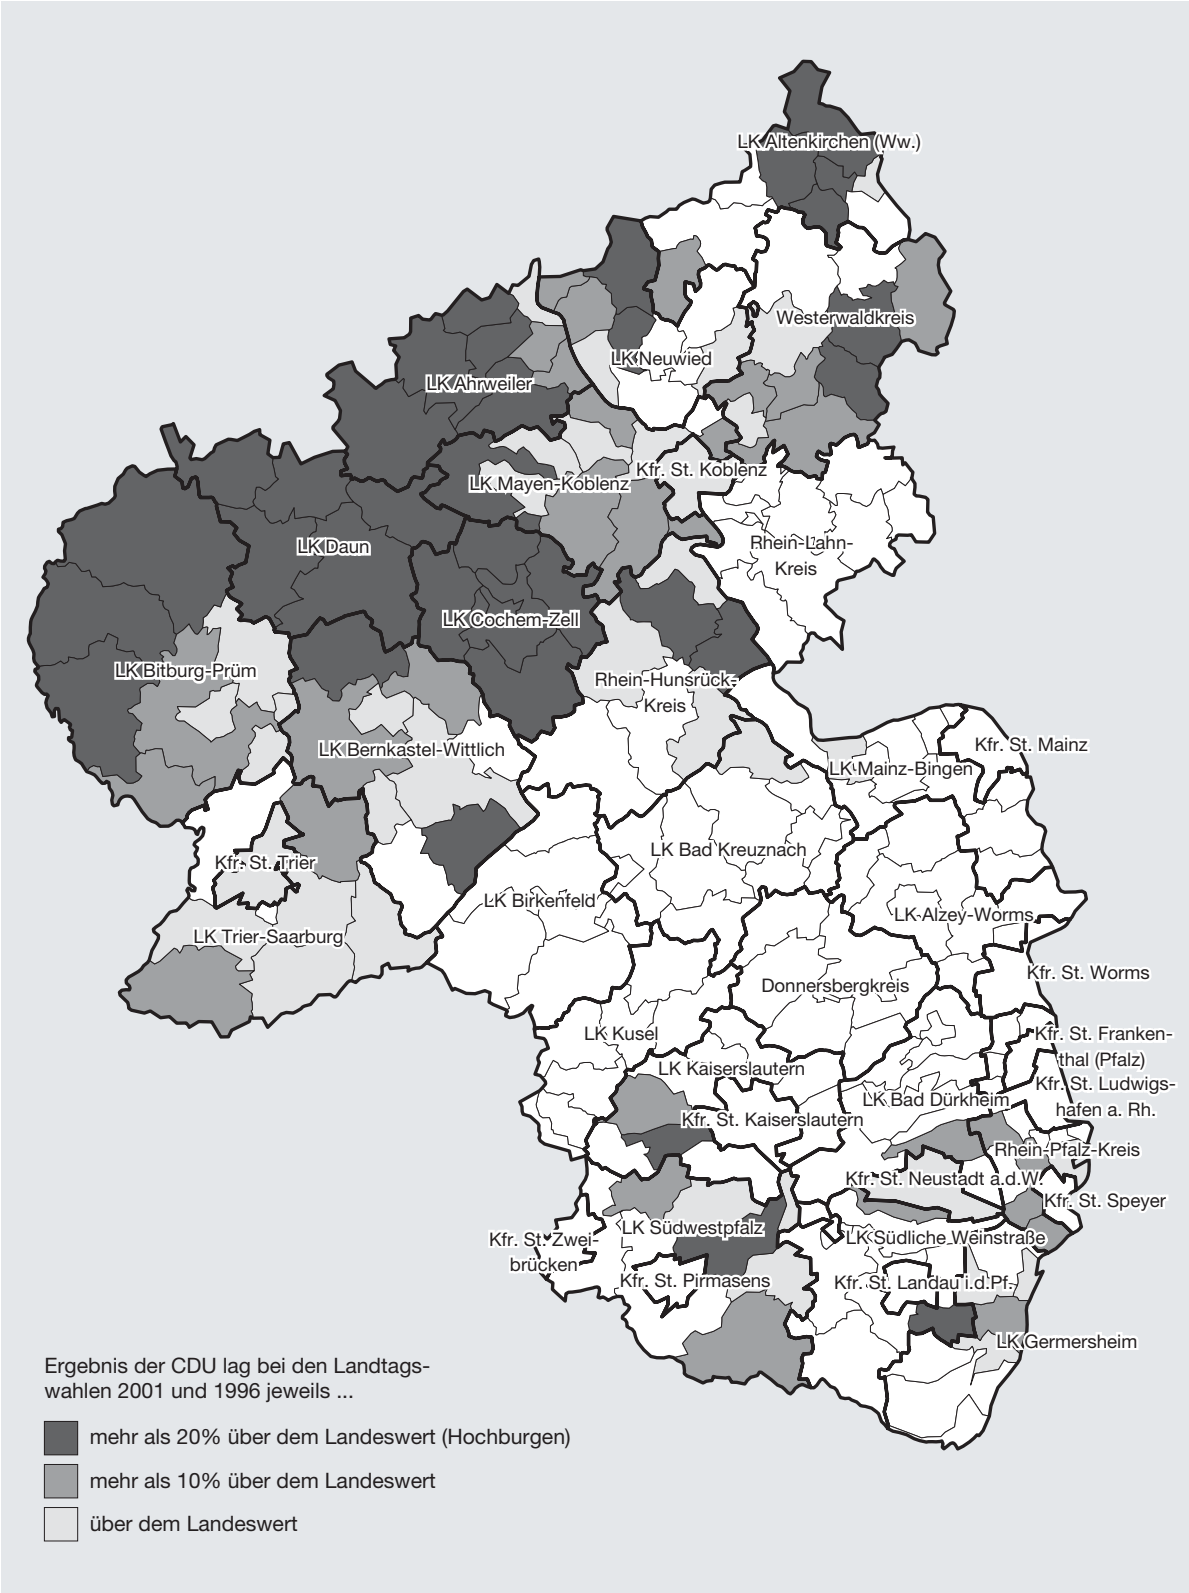 LK Altenkirchen (Ww.)
Westerwaldkreis
LK Neuwied
LK Ahrweiler
Kfr. St. Koblenz
LK Mayen-Koblenz
Rhein-Lahn-
Kreis
LK Daun
LK Cochem-Zell
LK Bitburg-Prüm
Rhein-Hunsrück-
Kreis
LK Bernkastel-Wittlich
Kfr. St. Mainz
LK Mainz-Bingen
LK Bad Kreuznach
Kfr. St. Trier
LK Birkenfeld
LK Alzey-Worms
LK Trier-Saarburg
Kfr. St. Worms
Donnersbergkreis
LK Kusel
Kfr. St. Franken-
thal (Pfalz)
LK Kaiserslautern
Kfr. St. Ludwigs-
hafen a. Rh.
LK Bad Dürkheim
Kfr. St. Kaiserslautern
Rhein-Pfalz-Kreis
Kfr. St. Neustadt a.d.W.
Kfr. St. Speyer
LK Südwestpfalz
Kfr. St. Zwei-
brücken
LK Südliche Weinstraße
Kfr. St. Pirmasens
Kfr. St. Landau i.d.Pf.
LK Germersheim
Ergebnis der CDU lag bei den Landtags-
wahlen 2001 und 1996 jeweils ...
mehr als 20% über dem Landeswert (Hochburgen)
mehr als 10% über dem Landeswert
über dem Landeswert